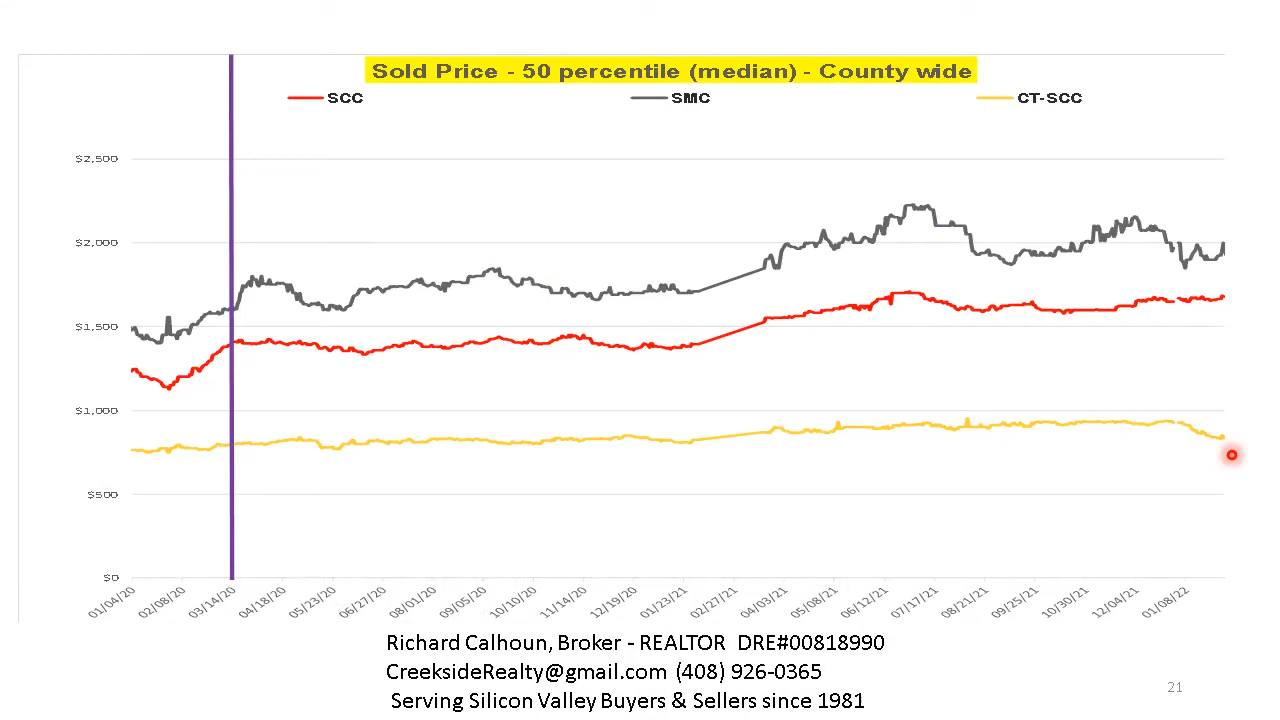 Sold Price - 50 percentile (median) - County wide
SCC SMC CT-SCC
$2,500
$2,000
$1,500
$1,000
$500
$0
01/04/20 02/08/20 03/14/20 04/18/20 05/23/20 06/27/20 08/01/20 09/05/20 10/10/20 11/14/20 12/19/20 01/23/21 02/27/21 04/03/21 05/08/21 06/12/21 07/17/21 08/21/21 09/25/21 10/30/21 12/04/21 01/08/22
Richard Calhoun, Broker - REALTOR DRE#00818990
CreeksideRealty@gmail.com (408) 926-0365
Serving Silicon Valley Buyers & Sellers since 1981
21